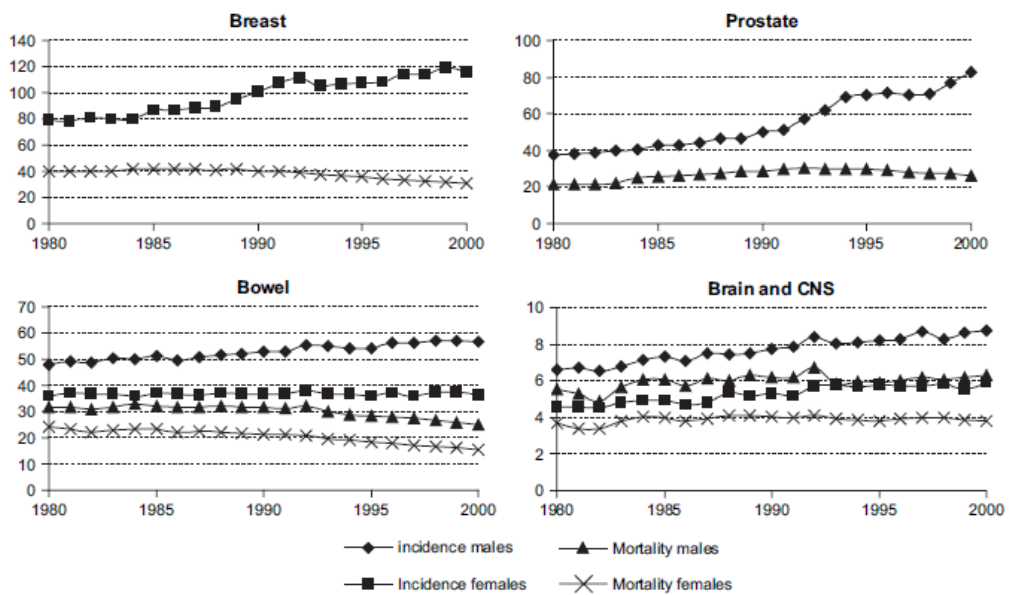 Breast
140
120
100
80
60
40
20
0
1980 1985 1990 1995 2000
Prostate
100
80
60
40
20
0
1980 1985 1990 1995 2000
Bowel
70
60
50
40
30
20
10
0
1980 1985 1990 1995 2000
Brain and CNS
10
8
6
4
2
0
1980 1985 1990 1995 2000
incidence males Mortality males
Incidence females Mortality females